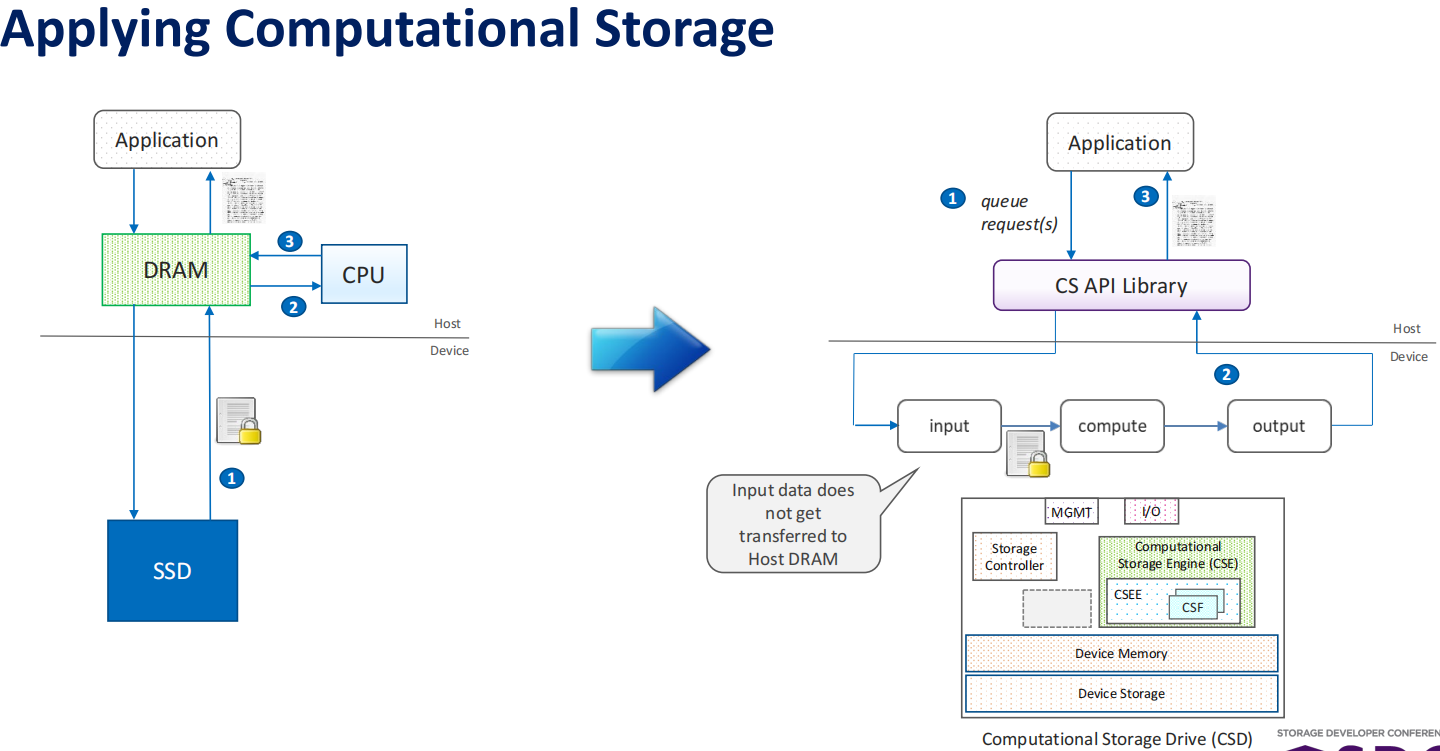 Applying Computational Storage
Application
DRAM
3
CPU
2
Host
Device
1
SSD
Application
1
queue
request(s)
3
CS API Library
Host
Device
2
input
compute
output
Input data does
not get
transferred to
Host DRAM
MGMT
I/O
Storage
Controller
Computational
Storage Engine (CSE)
CSEE
CSF
Device Memory
Device Storage
Computational Storage Drive (CSD)
STORAGE DEVELOPER